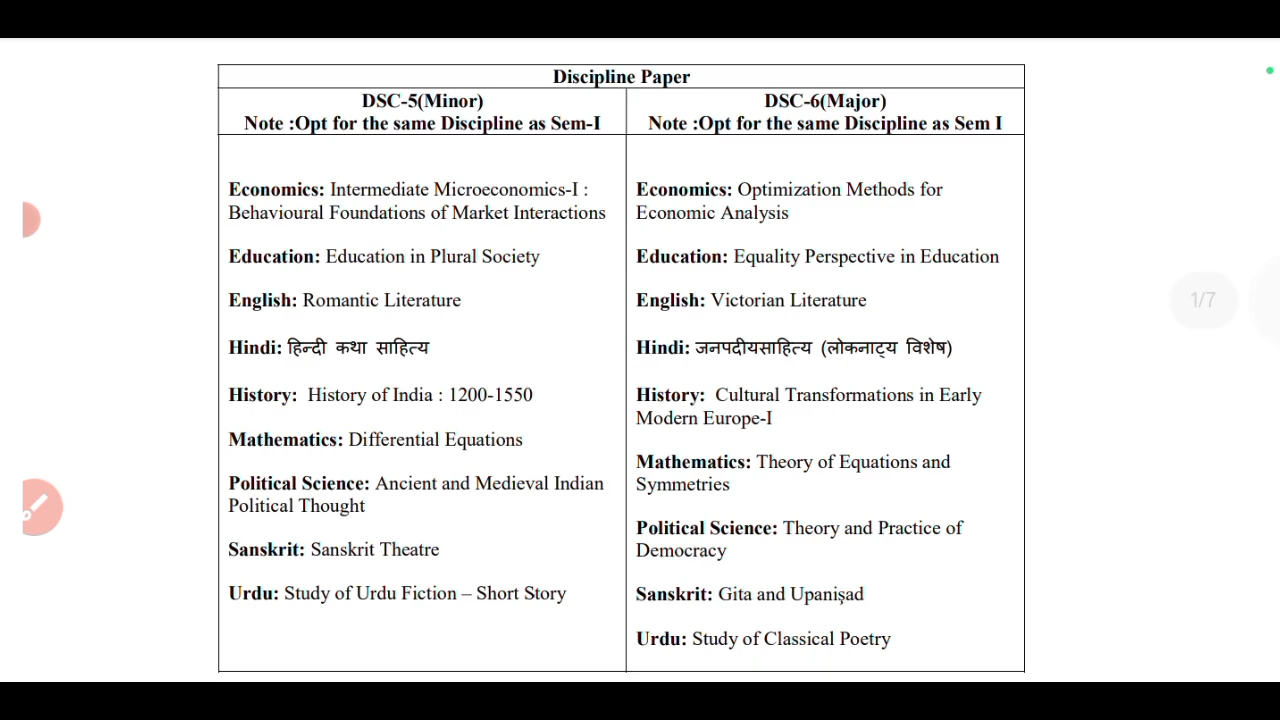 Discipline Paper
DSC-5(Minor)
Note :Opt for the same Discipline as Sem-I
DSC-6(Major)
Note :Opt for the same Discipline as Sem I
Economics: Intermediate Microeconomics-I :
Behavioural Foundations of Market Interactions
Education: Education in Plural Society
English: Romantic Literature
Hindi: हिन्दी कथा साहित्य
History: History of India : 1200-1550
Mathematics: Differential Equations
Political Science: Ancient and Medieval Indian
Political Thought
Sanskrit: Sanskrit Theatre
Urdu: Study of Urdu Fiction – Short Story
Economics: Optimization Methods for
Economic Analysis
Education: Equality Perspective in Education
English: Victorian Literature
Hindi: जनपदीयसाहित्य (लोकनाट्य विशेष)
History: Cultural Transformations in Early
Modern Europe-I
Mathematics: Theory of Equations and
Symmetries
Political Science: Theory and Practice of
Democracy
Sanskrit: Gita and Upaniṣad
Urdu: Study of Classical Poetry
1/7